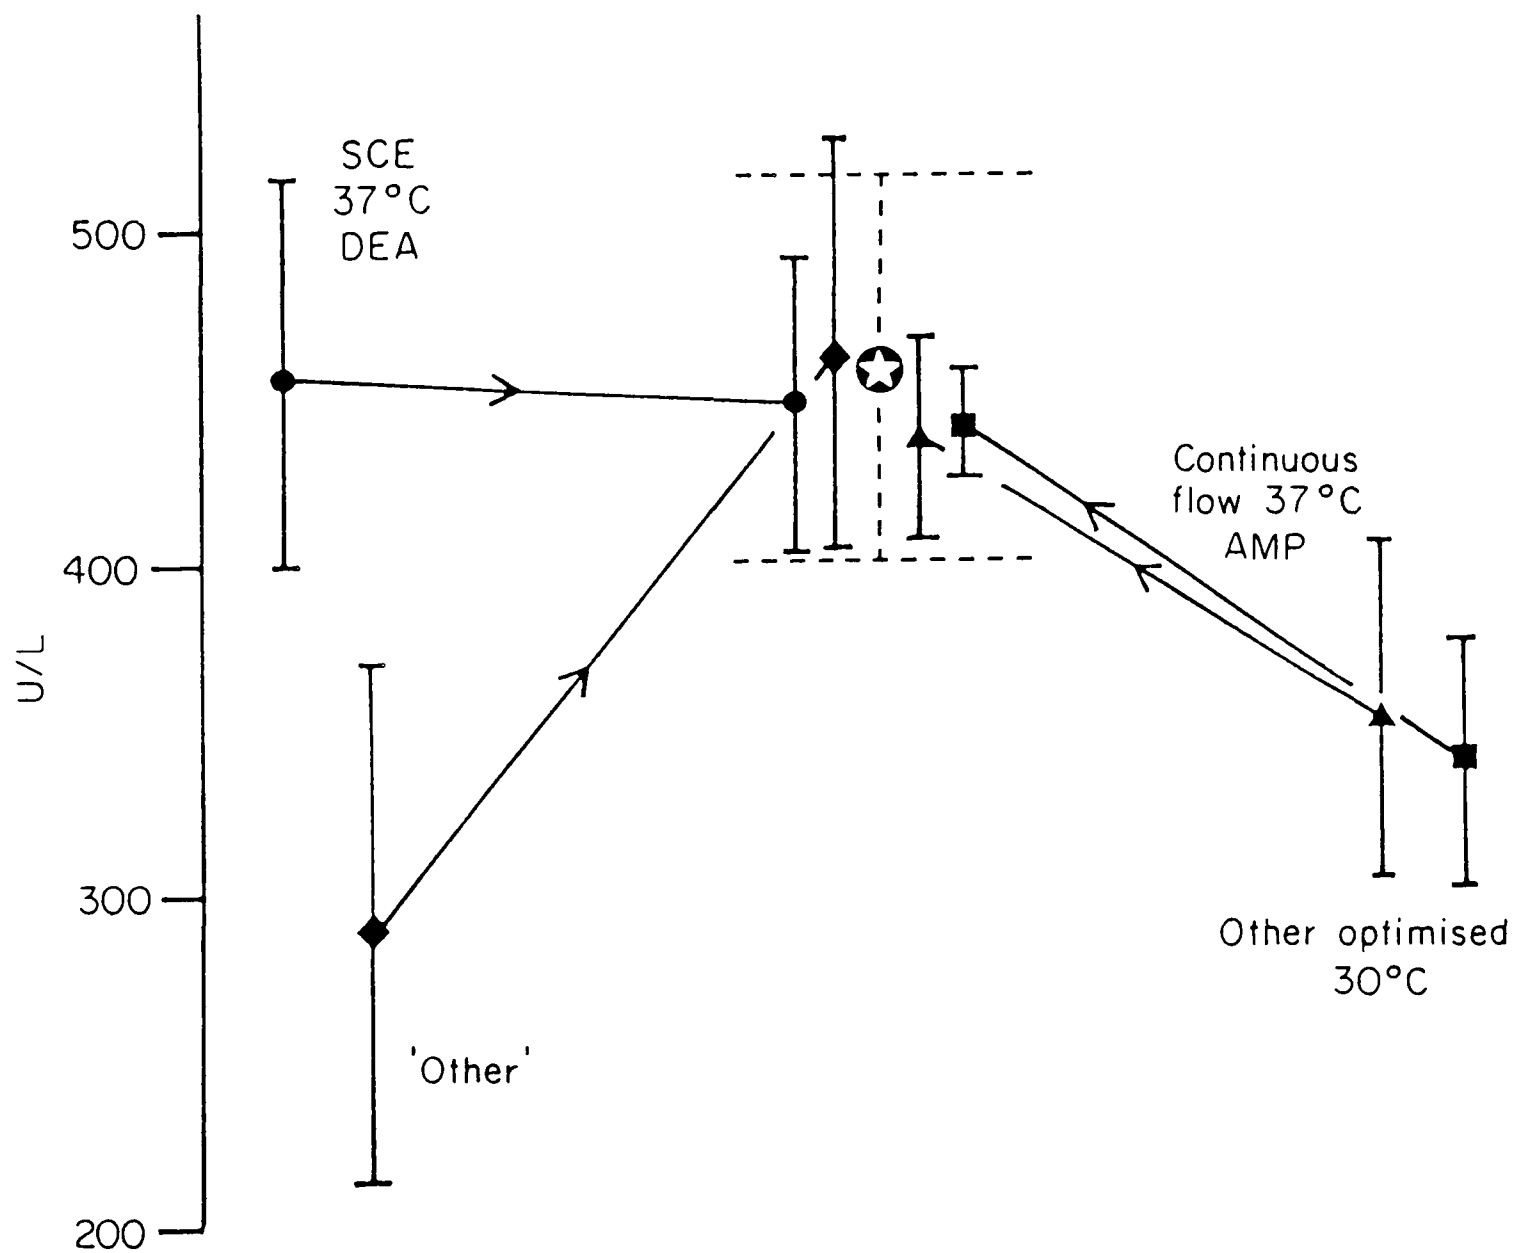 SCE
37°C
DEA
500
400
300
200
U/L
'Other'
Continuous
flow 37°C
AMP
Other optimised
30°C